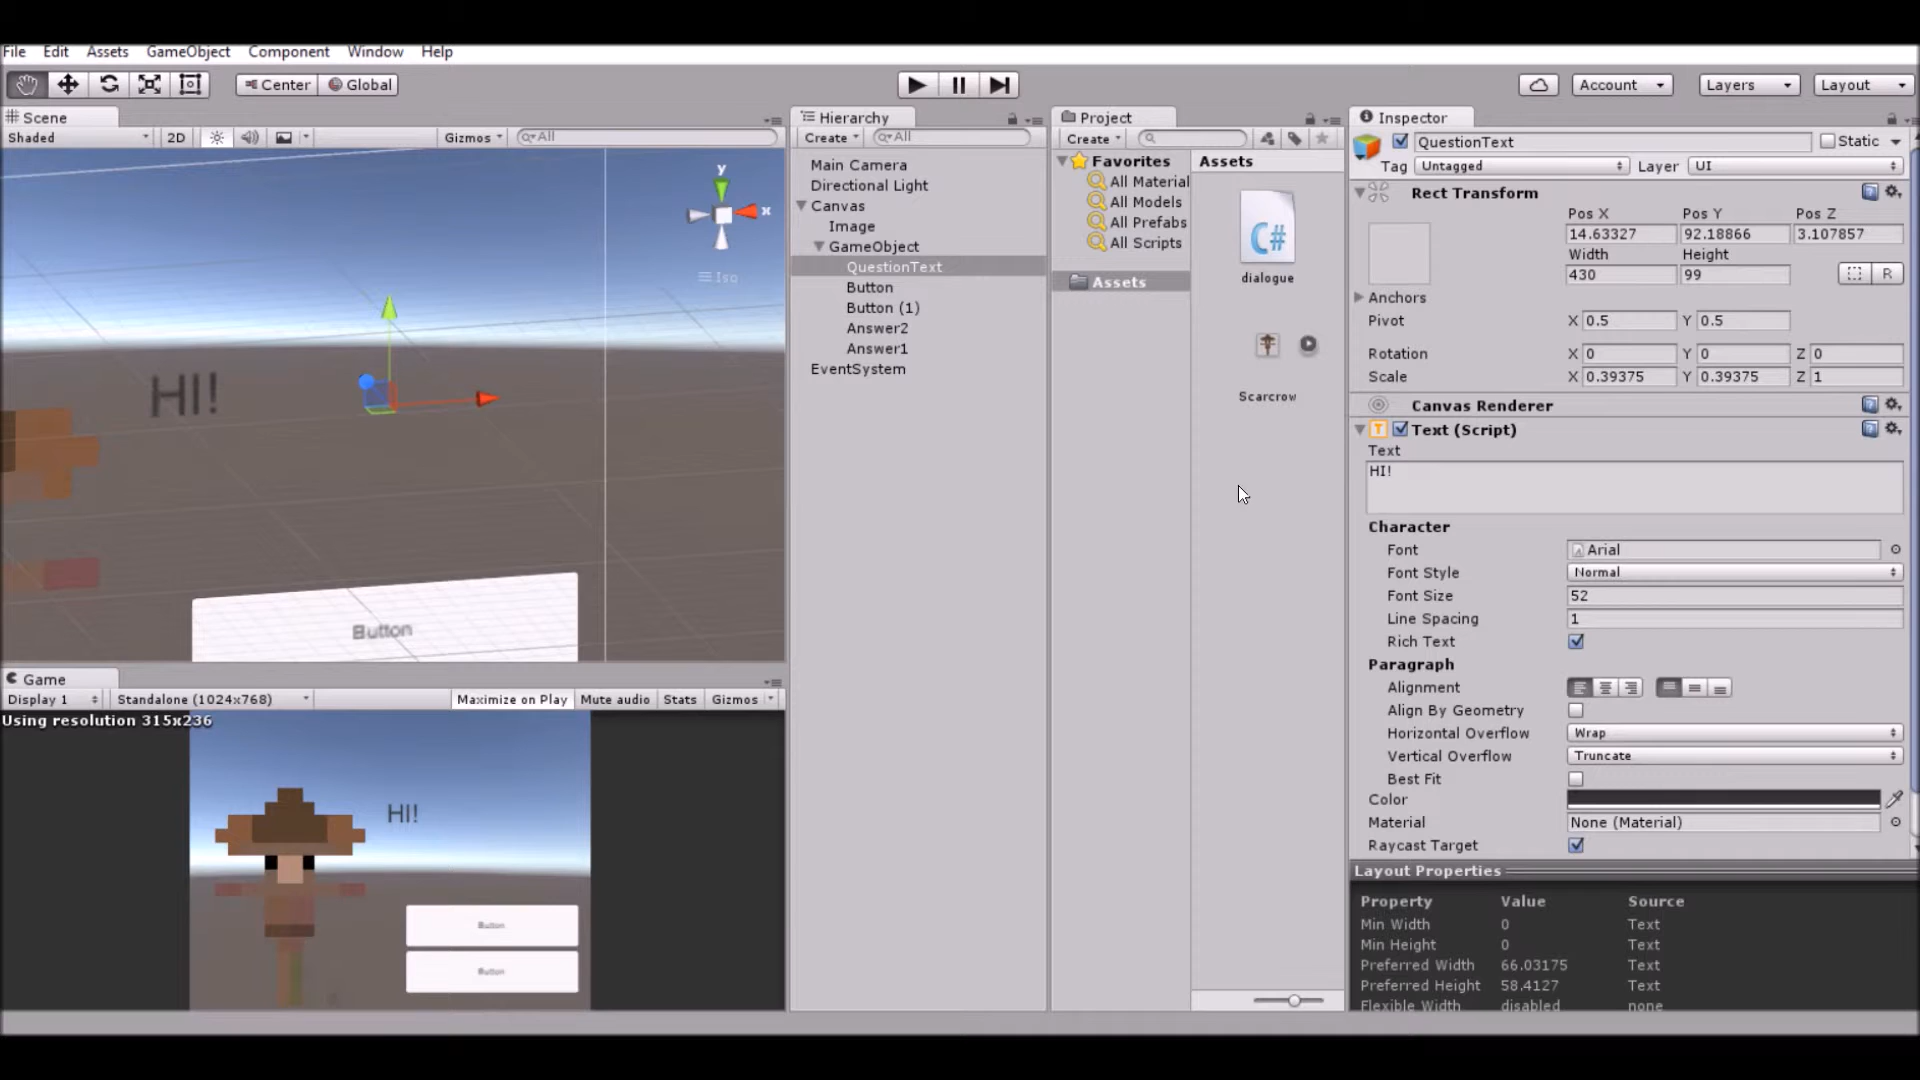 File Edit Assets GameObject Component Window Help
Center Global Account Layers Layout
Scene
Shaded 2D Gizmos All
y
x
Iso
HI!
Button
Game
Display 1 Standalone (1024x768) Maximize on Play Mute audio Stats Gizmos
Using resolution 315x236
HI!
Button
Button
Hierarchy
Create All
Main Camera
Directional Light
Canvas
Image
GameObject
QuestionText
Button
Button (1)
Answer2
Answer1
EventSystem
Project
Create
Favorites
All Material
All Models
All Prefabs
All Scripts
Assets
Assets
C#
dialogue
Scarcrow
Inspector
QuestionText Static
Tag Untagged Layer UI
Rect Transform
Pos X Pos Y Pos Z
14.63327 92.18866 3.107857
Width Height
430 99 R
Anchors
Pivot X 0.5 Y 0.5
Rotation X 0 Y 0 Z 0
Scale X 0.39375 Y 0.39375 Z 1
Canvas Renderer
T Text (Script)
Text
HI!
Character
Font Arial
Font Style Normal
Font Size 52
Line Spacing 1
Rich Text
Paragraph
Alignment
Align By Geometry
Horizontal Overflow Wrap
Vertical Overflow Truncate
Best Fit
Color
Material None (Material)
Raycast Target
Layout Properties
Property Value Source
Min Width 0 Text
Min Height 0 Text
Preferred Width 66.03175 Text
Preferred Height 58.4127 Text
Flexible Width disabled none